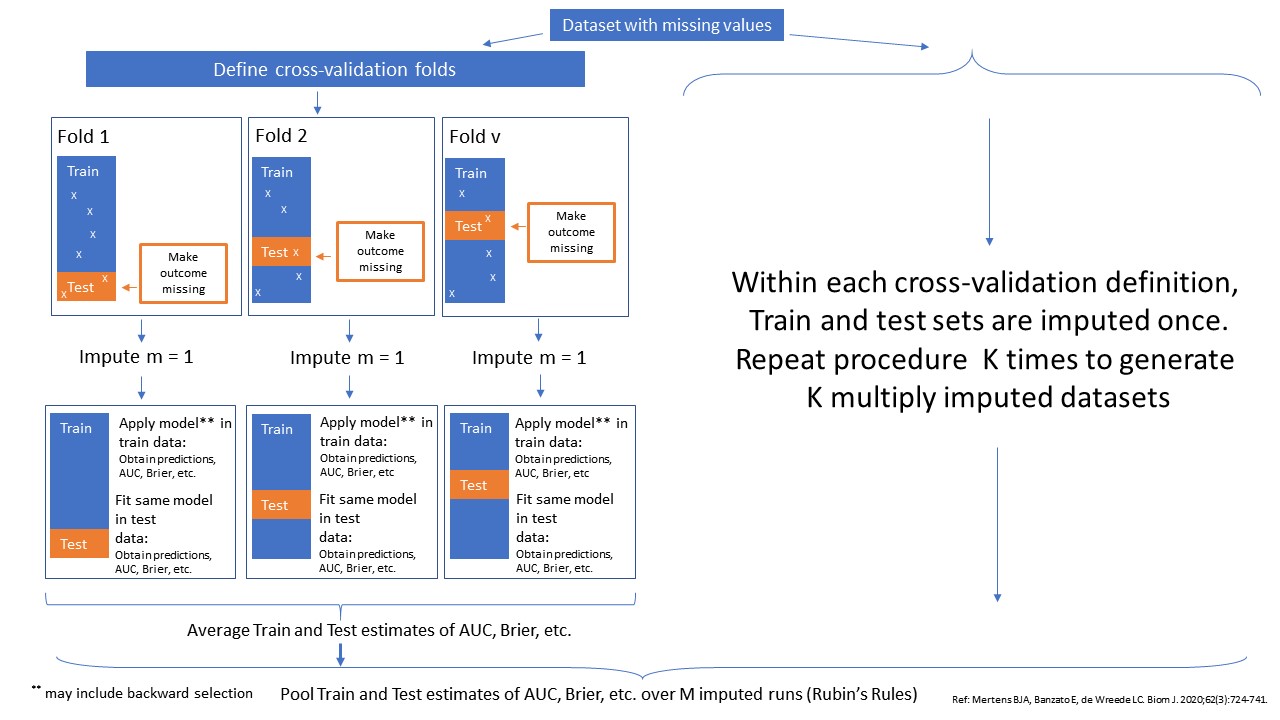 Dataset with missing values
Define cross-validation folds
Fold 1
Train
x
x
x
x
x
Test
x
Make
outcome
missing
Fold 2
Train
x
x
Test x
x
x
Make
outcome
missing
Fold v
Train
x
Test x
x
x
x
Make
outcome
missing
Impute m = 1
Impute m = 1
Impute m = 1
Train
Test
Apply model** in
train data:
Obtain predictions,
AUC, Brier, etc.
Fit same model
in test
data:
Obtain predictions,
AUC, Brier, etc.
Train
Test
Apply model** in
train data:
Obtain predictions,
AUC, Brier, etc
Fit same model
in test
data:
Obtain predictions,
AUC, Brier, etc.
Train
Test
Apply model** in
train data:
Obtain predictions,
AUC, Brier, etc.
Fit same model
in test
data:
Obtain predictions,
AUC, Brier, etc.
Average Train and Test estimates of AUC, Brier, etc.
Within each cross-validation definition,
Train and test sets are imputed once.
Repeat procedure K times to generate
K multiply imputed datasets
** may include backward selection
Pool Train and Test estimates of AUC, Brier, etc. over M imputed runs (Rubin's Rules)
Ref: Mertens BJA, Banzato E, de Wreede LC. Biom J. 2020;62(3):724-741.